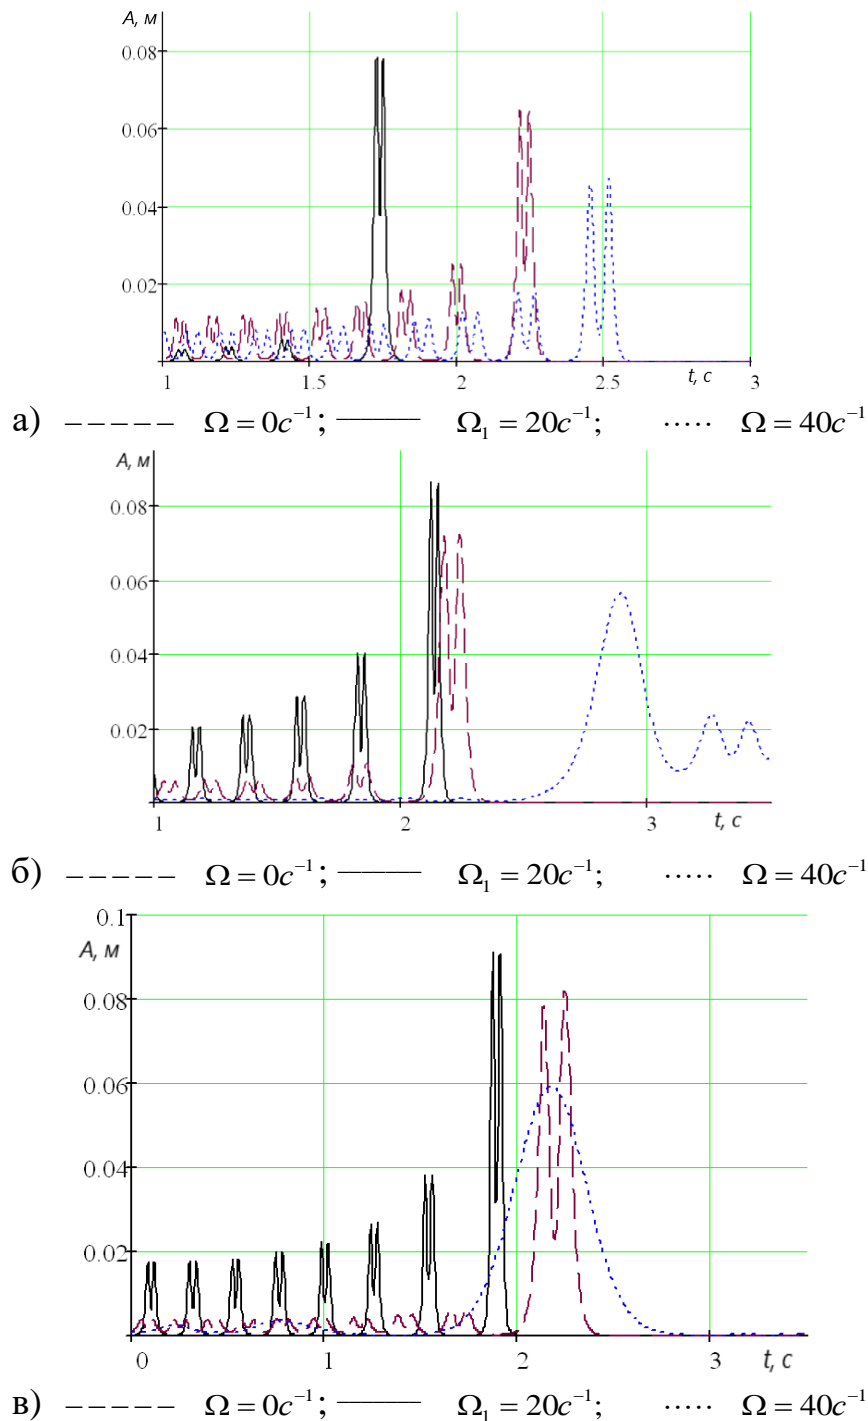 A, м
0.08
0.06
0.04
0.02
1 1.5 2 2.5 3
t, с
а) – – – – – Ω = 0c⁻¹; ——— Ω₁ = 20c⁻¹; ····· Ω = 40c⁻¹
A, м
0.08
0.06
0.04
0.02
1 2 3 t, с
б) – – – – – Ω = 0c⁻¹; ——— Ω₁ = 20c⁻¹; ····· Ω = 40c⁻¹
0.1
A, м
0.08
0.06
0.04
0.02
0 1 2 3 t, с
в) – – – – – Ω = 0c⁻¹; ——— Ω₁ = 20c⁻¹; ····· Ω = 40c⁻¹